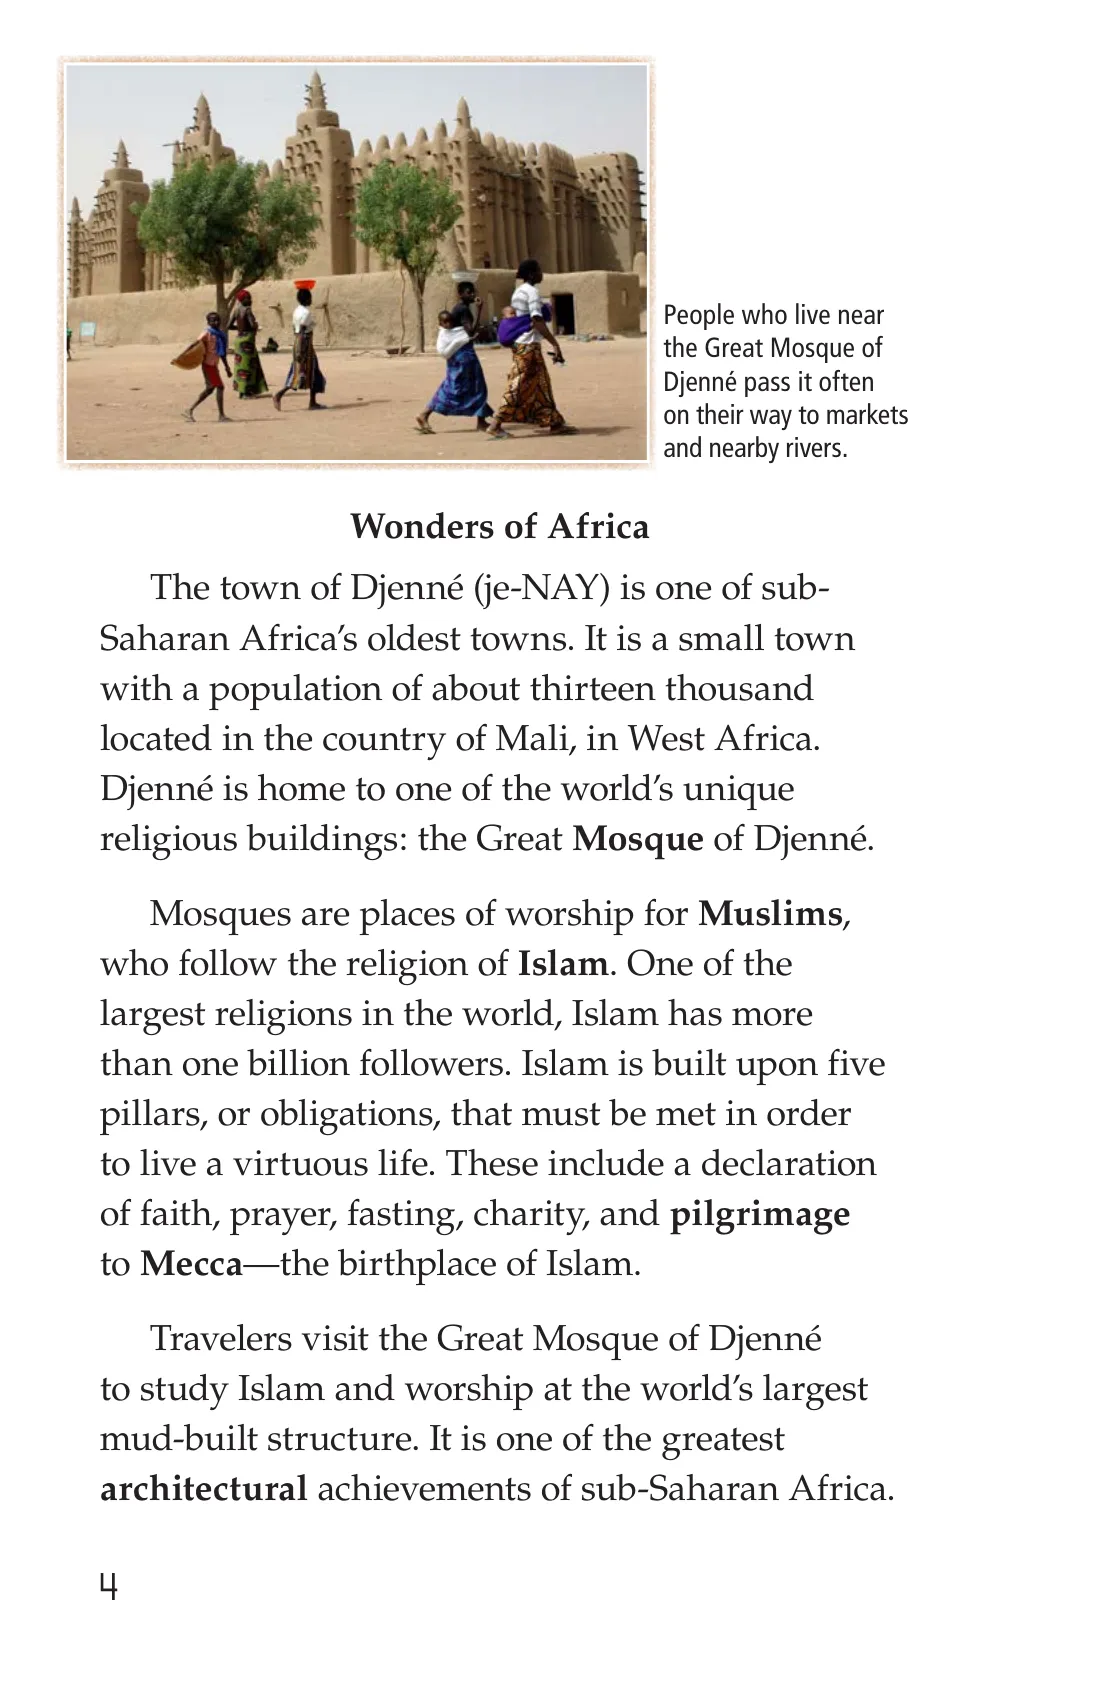 People who live near
the Great Mosque of
Djenné pass it often
on their way to markets
and nearby rivers.
Wonders of Africa
The town of Djenné (je-NAY) is one of sub-
Saharan Africa's oldest towns. It is a small town
with a population of about thirteen thousand
located in the country of Mali, in West Africa.
Djenné is home to one of the world's unique
religious buildings: the Great Mosque of Djenné.
Mosques are places of worship for Muslims,
who follow the religion of Islam. One of the
largest religions in the world, Islam has more
than one billion followers. Islam is built upon five
pillars, or obligations, that must be met in order
to live a virtuous life. These include a declaration
of faith, prayer, fasting, charity, and pilgrimage
to Mecca—the birthplace of Islam.
Travelers visit the Great Mosque of Djenné
to study Islam and worship at the world's largest
mud-built structure. It is one of the greatest
architectural achievements of sub-Saharan Africa.
4